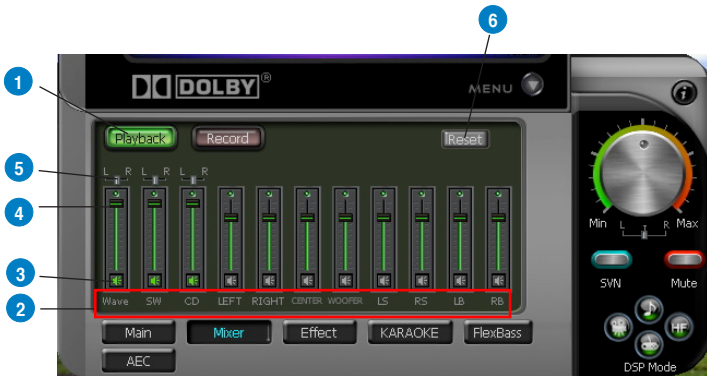 6
1
DOLBY®
MENU
Playback Record Reset
5
L R L R L R
4
Min L R Max
3
SVN Mute
2
Wave SW CD LEFT RIGHT CENTER WOOFER LS RS LB RB
Main Mixer Effect KARAOKE FlexBass
HF
AEC
DSP Mode